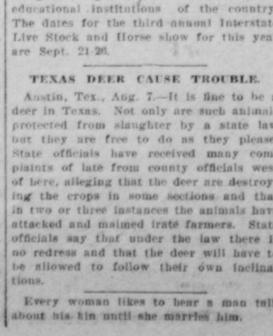 educational institutions of the country
The dates for the third annual Interstat
Live Stock and Horse show for this yea
are Sept. 21-26.
TEXAS DEER CAUSE TROUBLE.
Austin, Tex., Aug. 7.—It is fine to be a
deer in Texas. Not only are such animal
protected from slaughter by a state law
but they are free to do as they please
State officials have received many com
plaints of late from county officials wes
of here, alleging that the deer are destroy
ing the crops in some sections and tha
in two or three instances the animals hav
attacked and maimed irate farmers. Stat
officials say that under the law there i
no redress and that the deer will have t
be allowed to follow their own inclina
tions.
Every woman likes to hear a man tal
about his kin until she marries him.